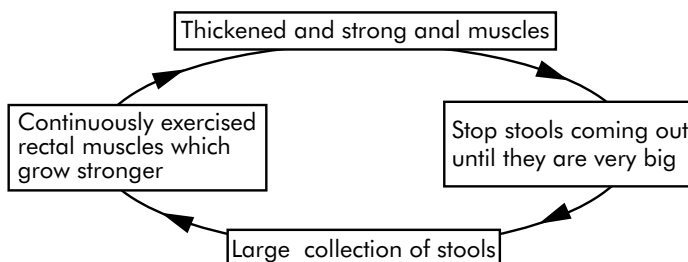 Thickened and strong anal muscles
Continuously exercised
rectal muscles which
grow stronger
Stop stools coming out
until they are very big
Large collection of stools